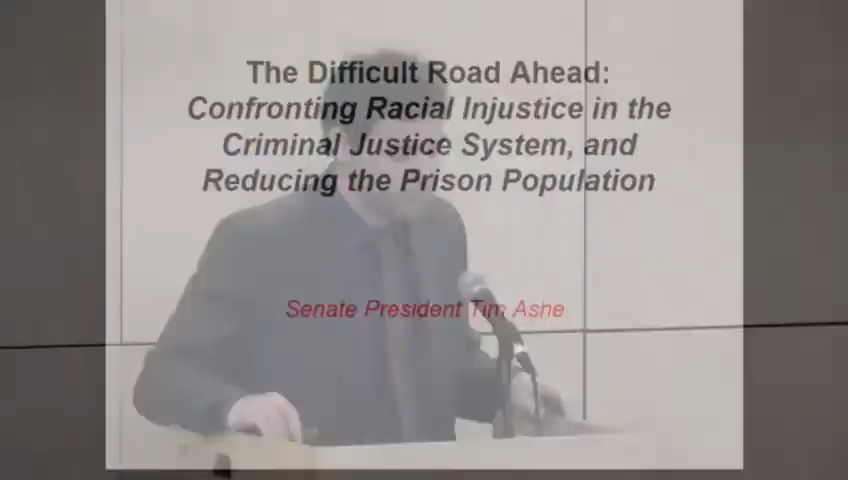 The Difficult Road Ahead:
Confronting Racial Injustice in the
Criminal Justice System, and
Reducing the Prison Population
Senate President Tim Ashe